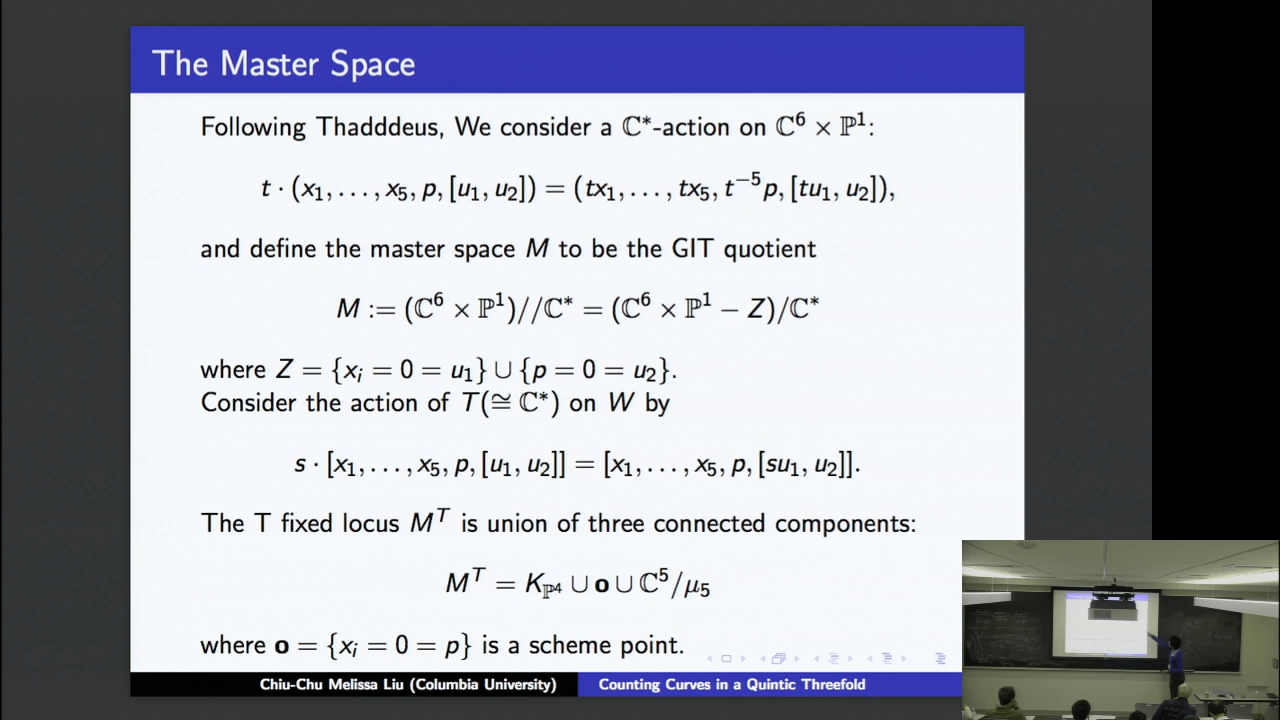 The Master Space
Following Thadddeus, We consider a ℂ*-action on ℂ⁶ × ℙ¹:
t · (x₁, . . . , x₅, p, [u₁, u₂]) = (tx₁, . . . , tx₅, t⁻⁵p, [tu₁, u₂]),
and define the master space M to be the GIT quotient
M := (ℂ⁶ × ℙ¹)//ℂ* = (ℂ⁶ × ℙ¹ − Z)/ℂ*
where Z = {xᵢ = 0 = u₁} ∪ {p = 0 = u₂}.
Consider the action of T(≅ ℂ*) on W by
s · [x₁, . . . , x₅, p, [u₁, u₂]] = [x₁, . . . , x₅, p, [su₁, u₂]].
The T fixed locus Mᵀ is union of three connected components:
Mᵀ = K_ℙ⁴ ∪ o ∪ ℂ⁵/μ₅
where o = {xᵢ = 0 = p} is a scheme point.
Chiu-Chu Melissa Liu (Columbia University) Counting Curves in a Quintic Threefold